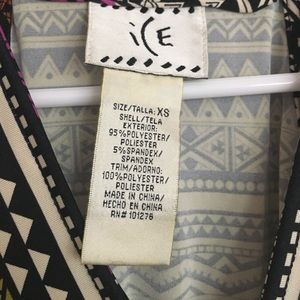 iCE
SIZE/TALLA: XS
SHELL/TELA
EXTERIOR:
95%POLYESTER/
POLIESTER
5%SPANDEX/
SPANDEX
TRIM/ADORNO:
100%POLYESTER/
POLIESTER
MADE IN CHINA/
HECHO EN CHINA
RN# 101276